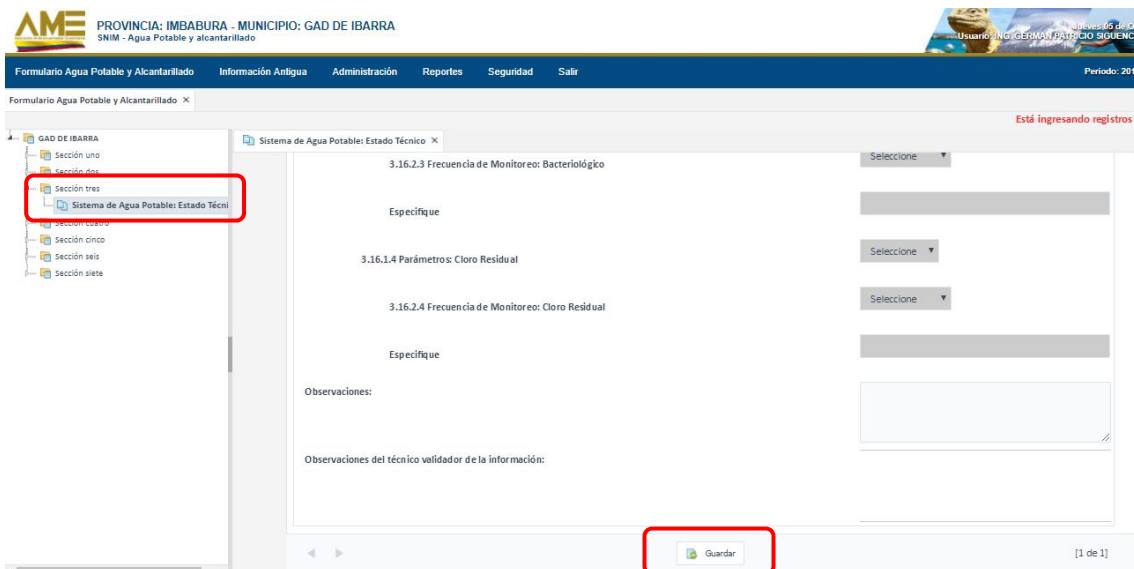 AME
PROVINCIA: IMBABURA - MUNICIPIO: GAD DE IBARRA
SNIM - Agua Potable y alcantarillado
Jueves 05 de
Usuario: ING. GERMAN PATRICIO SIGUENC
Formulario Agua Potable y Alcantarillado Información Antigua Administración Reportes Seguridad Salir Periodo: 201
Formulario Agua Potable y Alcantarillado X
Está ingresando registros
GAD DE IBARRA
Sección uno
Sección dos
Sección tres
Sistema de Agua Potable: Estado Técni
Sección cuatro
Sección cinco
Sección seis
Sección siete
Sistema de Agua Potable: Estado Técnico X
3.16.2.3 Frecuencia de Monitoreo: Bacteriológico Seleccione
Especifique
3.16.1.4 Parámetros: Cloro Residual Seleccione
3.16.2.4 Frecuencia de Monitoreo: Cloro Residual Seleccione
Especifique
Observaciones:
Observaciones del técnico validador de la información:
Guardar [1 de 1]